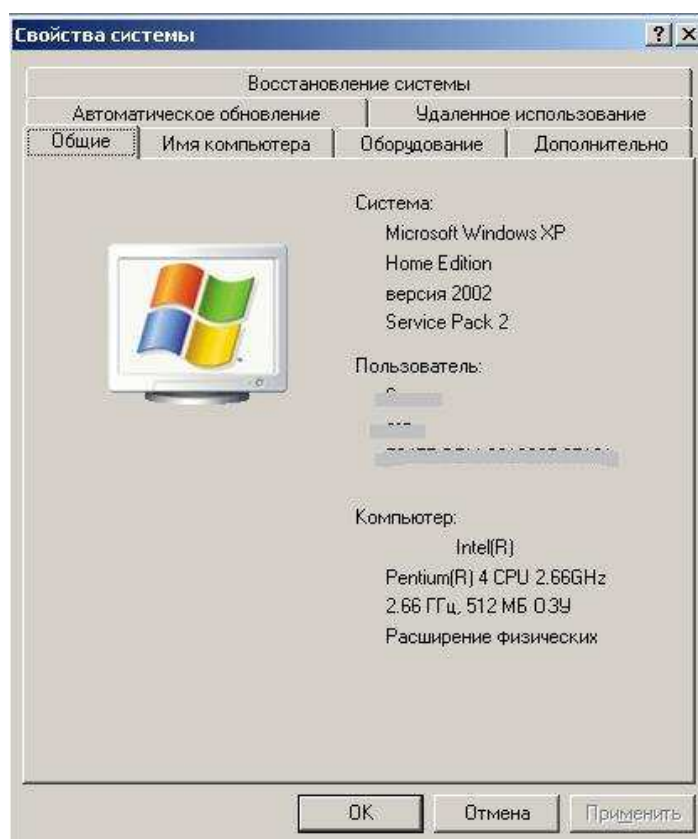 Свойства системы
Восстановление системы
Автоматическое обновление Удаленное использование
Общие Имя компьютера Оборудование Дополнительно
Система:
Microsoft Windows XP
Home Edition
версия 2002
Service Pack 2
Пользователь:
Компьютер:
Intel(R)
Pentium(R) 4 CPU 2.66GHz
2.66 ГГц, 512 МБ ОЗУ
Расширение физических
OK Отмена Применить